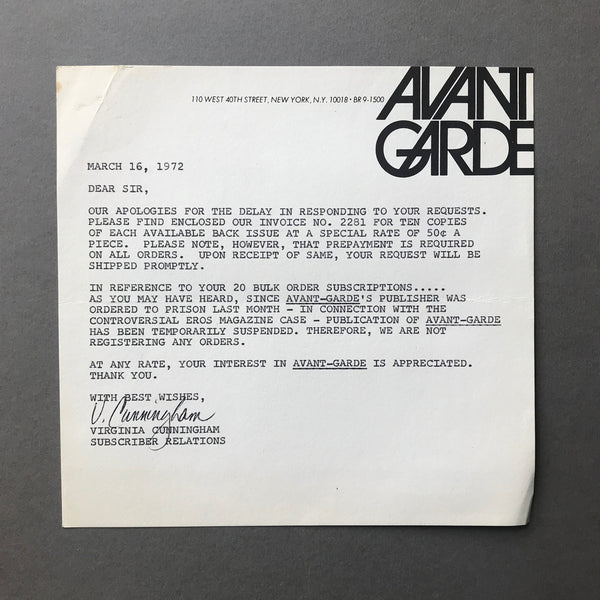 110 WEST 40TH STREET, NEW YORK, N.Y. 10018 • BR 9-1500
AVANT
GARDE
MARCH 16, 1972
DEAR SIR,
OUR APOLOGIES FOR THE DELAY IN RESPONDING TO YOUR REQUESTS.
PLEASE FIND ENCLOSED OUR INVOICE NO. 2281 FOR TEN COPIES
OF EACH AVAILABLE BACK ISSUE AT A SPECIAL RATE OF 50¢ A
PIECE. PLEASE NOTE, HOWEVER, THAT PREPAYMENT IS REQUIRED
ON ALL ORDERS. UPON RECEIPT OF SAME, YOUR REQUEST WILL BE
SHIPPED PROMPTLY.
IN REFERENCE TO YOUR 20 BULK ORDER SUBSCRIPTIONS.....
AS YOU MAY HAVE HEARD, SINCE AVANT-GARDE'S PUBLISHER WAS
ORDERED TO PRISON LAST MONTH - IN CONNECTION WITH THE
CONTROVERSIAL EROS MAGAZINE CASE - PUBLICATION OF AVANT-GARDE
HAS BEEN TEMPORARILY SUSPENDED. THEREFORE, WE ARE NOT
REGISTERING ANY ORDERS.
AT ANY RATE, YOUR INTEREST IN AVANT-GARDE IS APPRECIATED.
THANK YOU.
WITH BEST WISHES,
V. Cunningham
VIRGINIA CUNNINGHAM
SUBSCRIBER RELATIONS